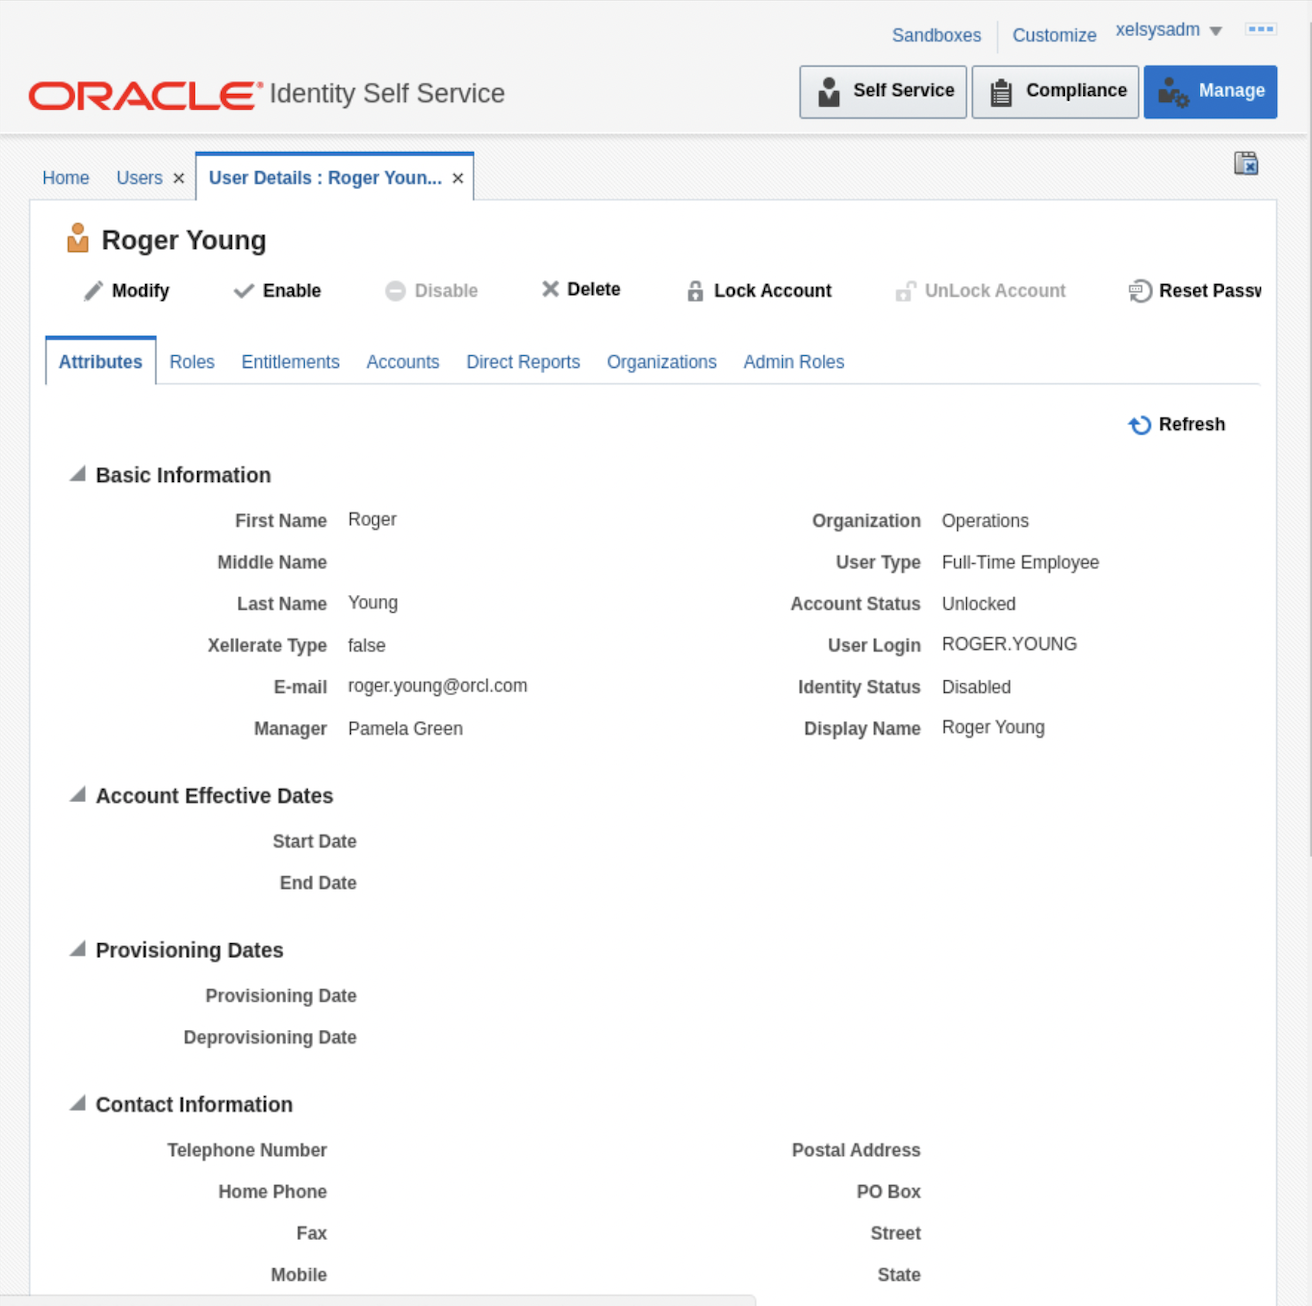 Sandboxes Customize xelsysadm
ORACLE Identity Self Service
Self Service Compliance Manage
Home Users User Details : Roger Youn...
Roger Young
Modify Enable Disable Delete Lock Account UnLock Account Reset Passw
Attributes Roles Entitlements Accounts Direct Reports Organizations Admin Roles
Refresh
Basic Information
First Name Roger Organization Operations
Middle Name User Type Full-Time Employee
Last Name Young Account Status Unlocked
Xellerate Type false User Login ROGER.YOUNG
E-mail roger.young@orcl.com Identity Status Disabled
Manager Pamela Green Display Name Roger Young
Account Effective Dates
Start Date
End Date
Provisioning Dates
Provisioning Date
Deprovisioning Date
Contact Information
Telephone Number Postal Address
Home Phone PO Box
Fax Street
Mobile State